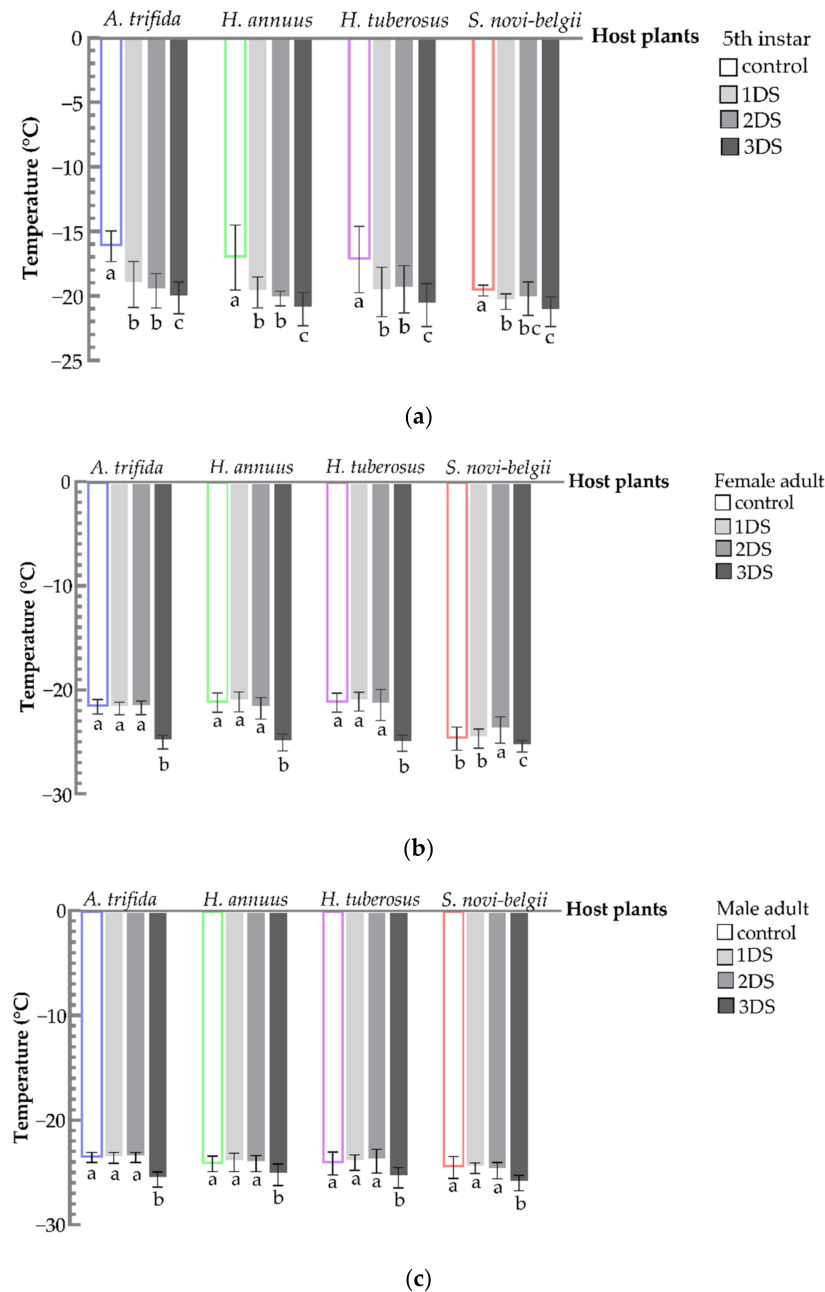 A. trifida H. annuus H. tuberosus S. novi-belgii
0 Host plants
5th instar
control
1DS
2DS
3DS
−5
−10
−15
−20
−25
Temperature (°C)
a b b c a b b c a b b c a b bc c
(a)
A. trifida H. annuus H. tuberosus S. novi-belgii
0 Host plants
Female adult
control
1DS
2DS
3DS
−10
−20
−30
Temperature (°C)
a a a b a a a b a a a b b b a c
(b)
A. trifida H. annuus H. tuberosus S. novi-belgii
0 Host plants
Male adult
control
1DS
2DS
3DS
−10
−20
−30
Temperature (°C)
a a a b a a a b a a a b a a a b
(c)